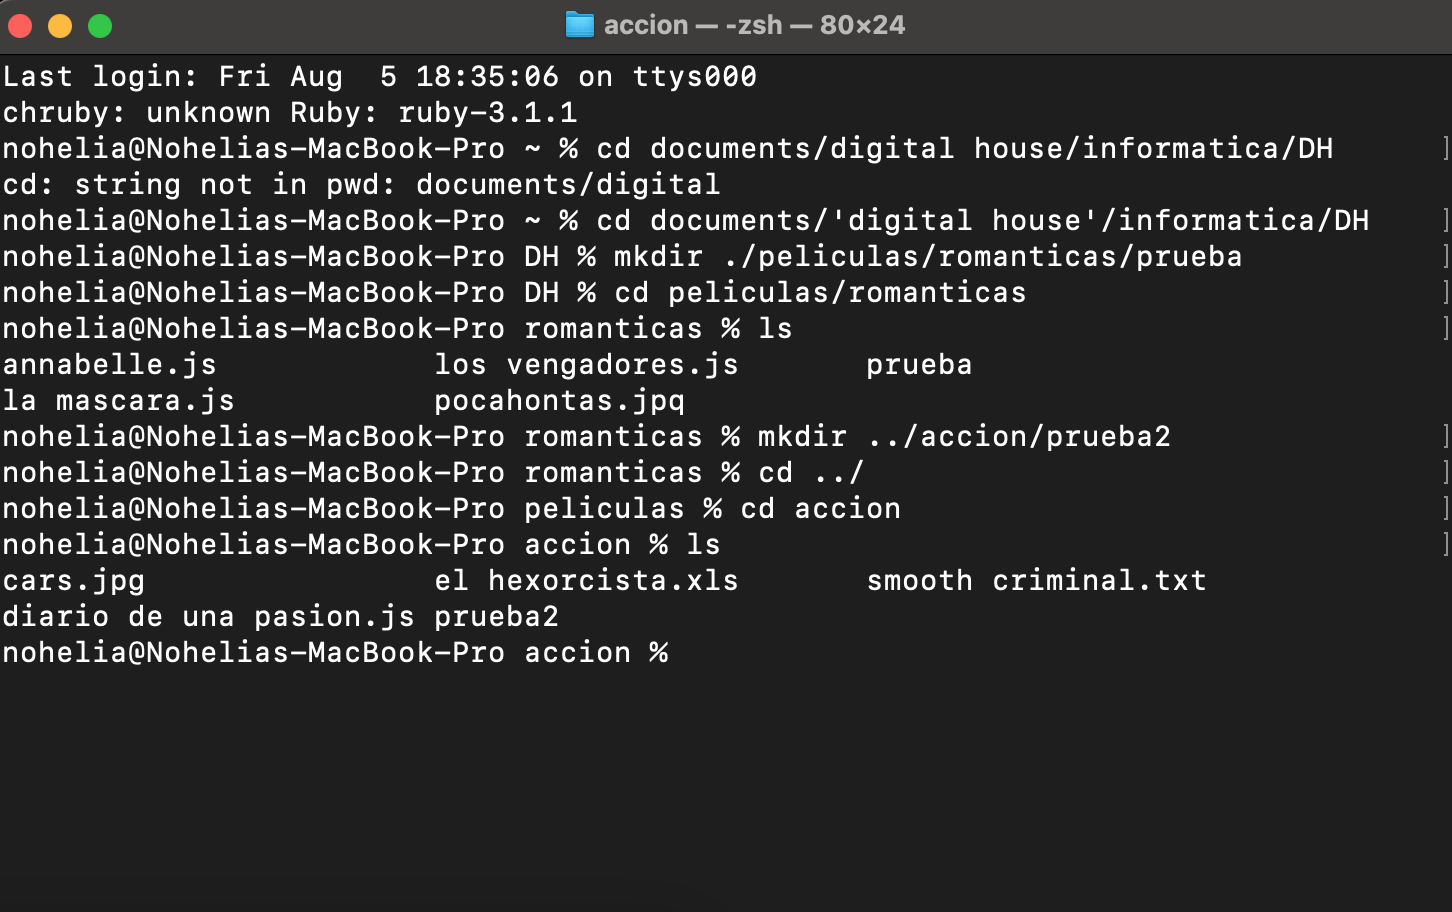 accion — -zsh — 80×24
Last login: Fri Aug  5 18:35:06 on ttys000
chruby: unknown Ruby: ruby-3.1.1
nohelia@Nohelias-MacBook-Pro ~ % cd documents/digital house/informatica/DH ]
cd: string not in pwd: documents/digital
nohelia@Nohelias-MacBook-Pro ~ % cd documents/'digital house'/informatica/DH ]
nohelia@Nohelias-MacBook-Pro DH % mkdir ./peliculas/romanticas/prueba ]
nohelia@Nohelias-MacBook-Pro DH % cd peliculas/romanticas ]
nohelia@Nohelias-MacBook-Pro romanticas % ls ]
annabelle.js            los vengadores.js       prueba
la mascara.js           pocahontas.jpq
nohelia@Nohelias-MacBook-Pro romanticas % mkdir ../accion/prueba2 ]
nohelia@Nohelias-MacBook-Pro romanticas % cd ../ ]
nohelia@Nohelias-MacBook-Pro peliculas % cd accion ]
nohelia@Nohelias-MacBook-Pro accion % ls ]
cars.jpg                el hexorcista.xls       smooth criminal.txt
diario de una pasion.js prueba2
nohelia@Nohelias-MacBook-Pro accion %